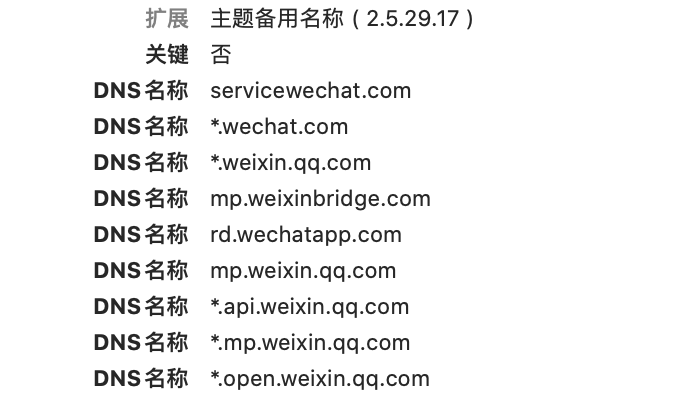 扩展 主题备用名称 ( 2.5.29.17 )
关键 否
DNS 名称 servicewechat.com
DNS 名称 *.wechat.com
DNS 名称 *.weixin.qq.com
DNS 名称 mp.weixinbridge.com
DNS 名称 rd.wechatapp.com
DNS 名称 mp.weixin.qq.com
DNS 名称 *.api.weixin.qq.com
DNS 名称 *.mp.weixin.qq.com
DNS 名称 *.open.weixin.qq.com